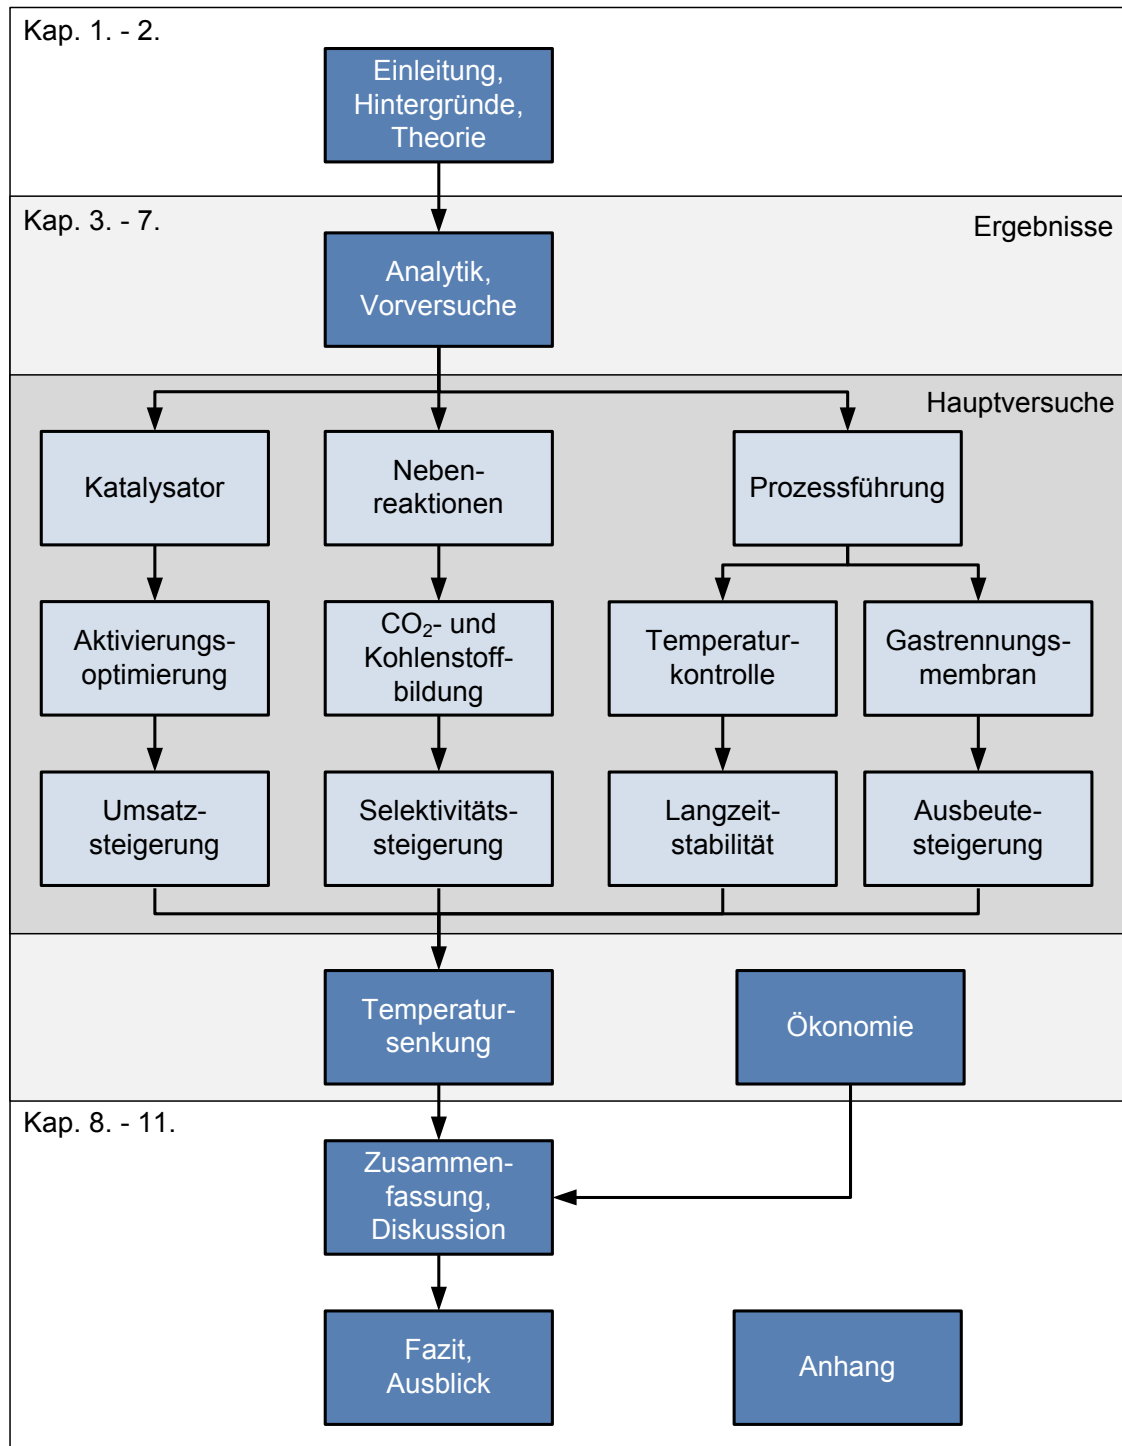 Kap. 1. - 2.
Einleitung,
Hintergründe,
Theorie
Kap. 3. - 7.
Ergebnisse
Analytik,
Vorversuche
Hauptversuche
Katalysator
Neben-
reaktionen
Prozessführung
Aktivierungs-
optimierung
CO₂- und
Kohlenstoff-
bildung
Temperatur-
kontrolle
Gastrennungs-
membran
Umsatz-
steigerung
Selektivitäts-
steigerung
Langzeit-
stabilität
Ausbeute-
steigerung
Temperatur-
senkung
Ökonomie
Kap. 8. - 11.
Zusammen-
fassung,
Diskussion
Fazit,
Ausblick
Anhang